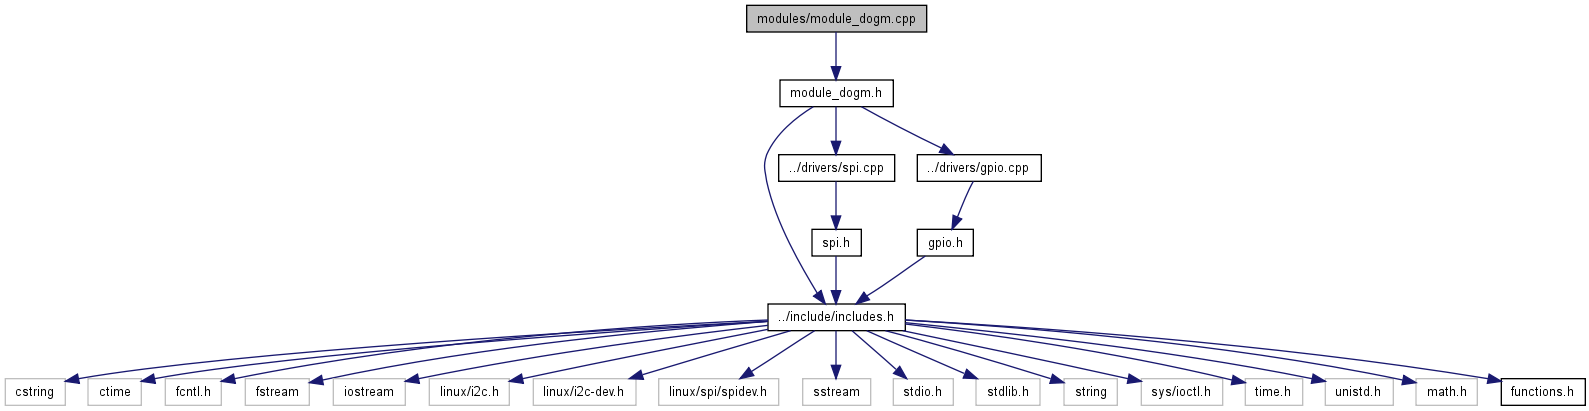 modules/module_dogm.cpp
module_dogm.h
../drivers/spi.cpp
../drivers/gpio.cpp
spi.h
gpio.h
../include/includes.h
cstring
ctime
fcntl.h
fstream
iostream
linux/i2c.h
linux/i2c-dev.h
linux/spi/spidev.h
sstream
stdio.h
stdlib.h
string
sys/ioctl.h
time.h
unistd.h
math.h
functions.h